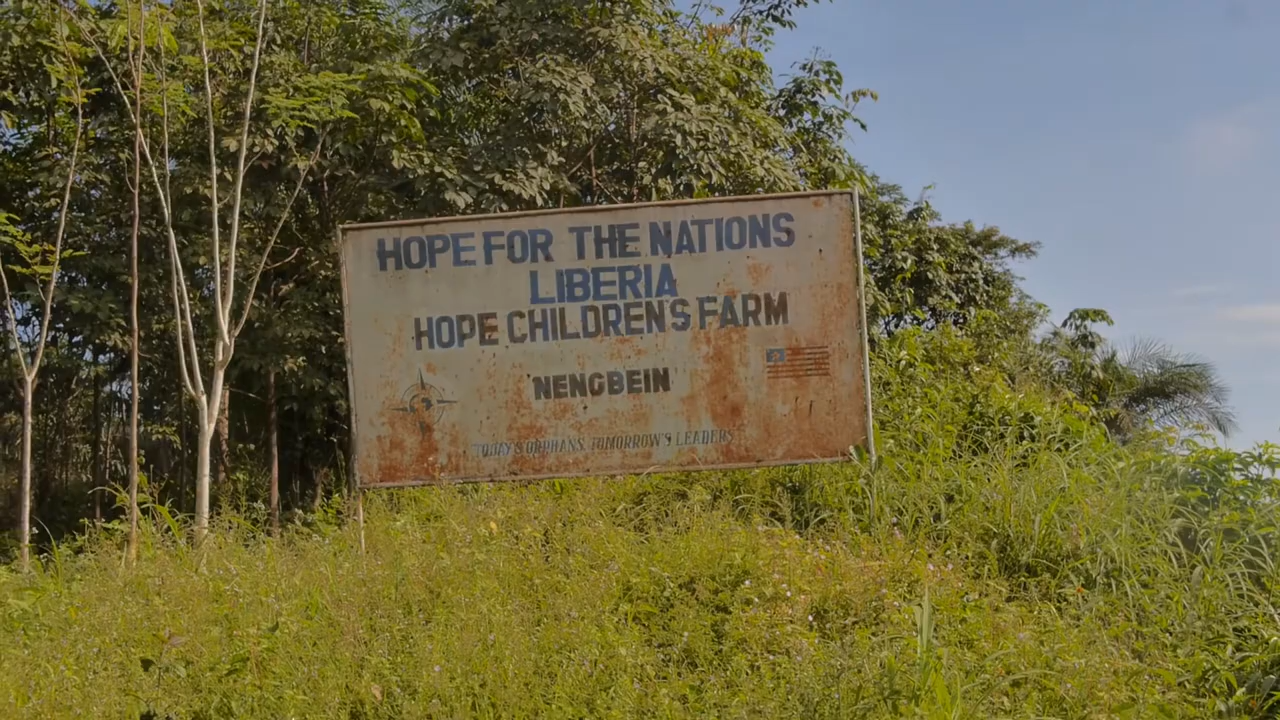 HOPE FOR THE NATIONS
LIBERIA
HOPE CHILDREN'S FARM
NENGBEIN
TODAY'S ORPHANS, TOMORROW'S LEADERS